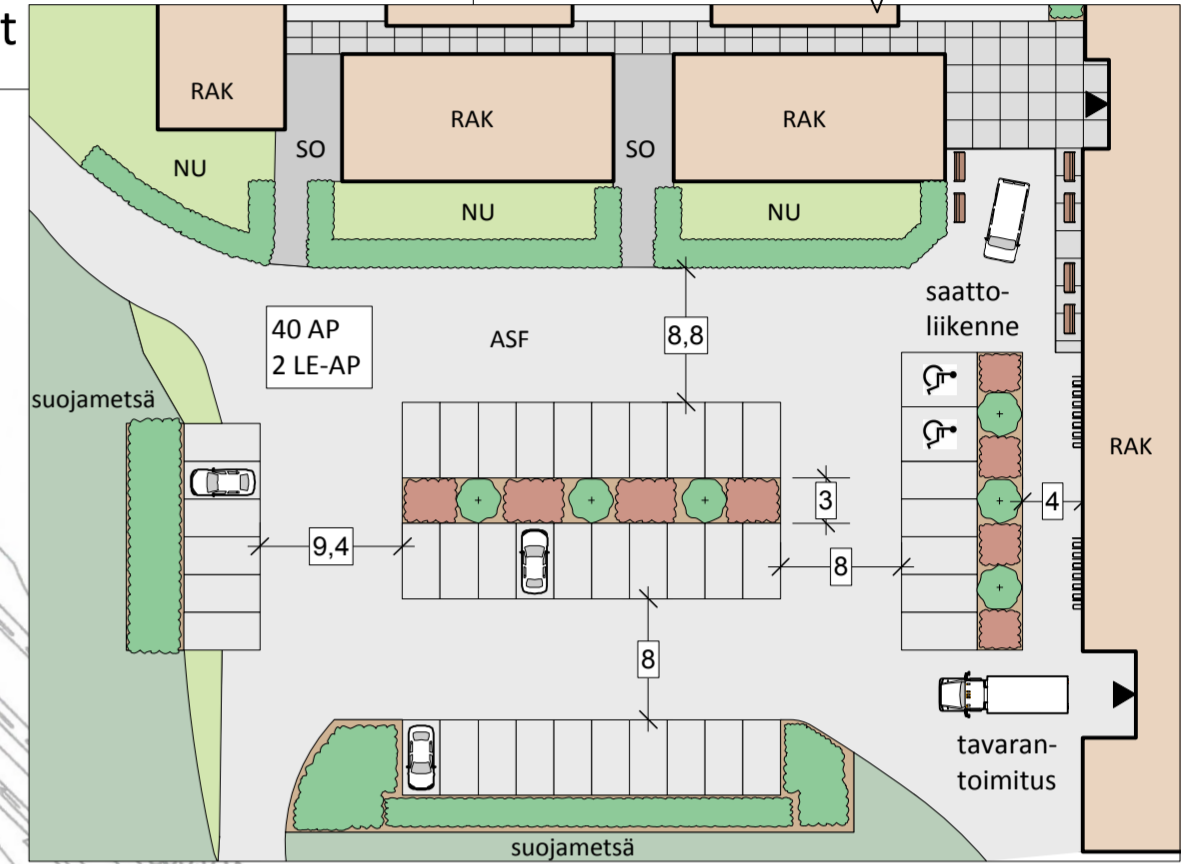 t
RAK
RAK
RAK
SO
SO
NU
NU
NU
saatto-
liikenne
40 AP
2 LE-AP
ASF
8,8
suojametsä
RAK
3
4
9,4
8
8
tavaran-
toimitus
suojametsä